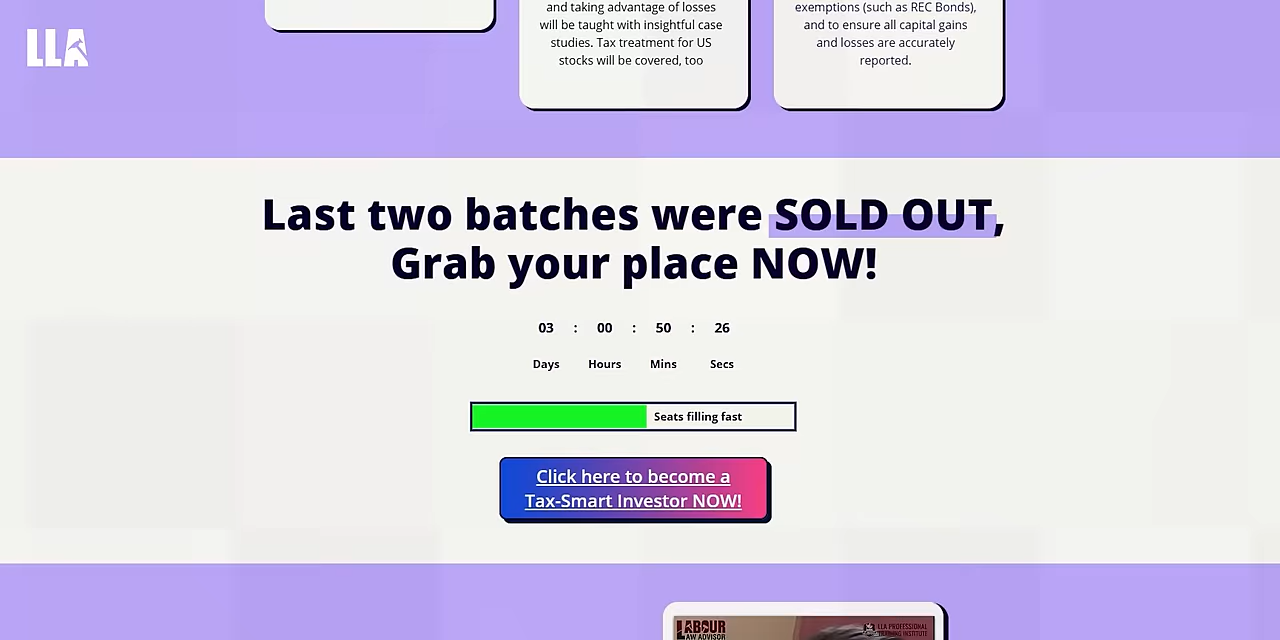 LLA
and taking advantage of losses
will be taught with insightful case
studies. Tax treatment for US
stocks will be covered, too
exemptions (such as REC Bonds),
and to ensure all capital gains
and losses are accurately
reported.
Last two batches were SOLD OUT,
Grab your place NOW!
03 : 00 : 50 : 26
Days Hours Mins Secs
Seats filling fast
Click here to become a
Tax-Smart Investor NOW!
LABOUR
LAW ADVISOR
LLA PROFESSIONAL
TRAINING INSTITUTE